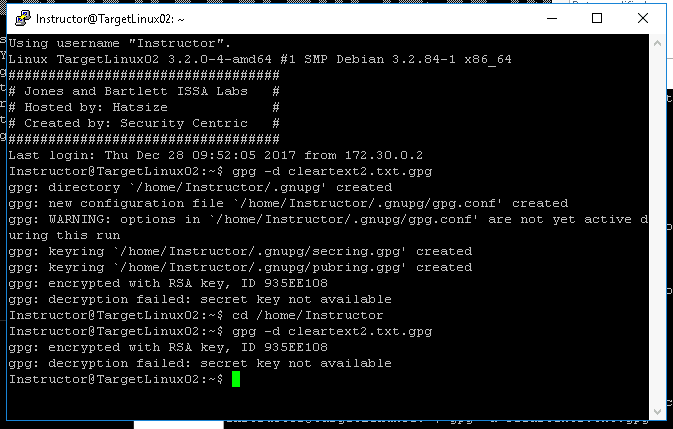 Instructor@TargetLinux02: ~
Using username "Instructor".
Linux TargetLinux02 3.2.0-4-amd64 #1 SMP Debian 3.2.84-1 x86_64
##################################
# Jones and Bartlett ISSA Labs   #
# Hosted by: Hatsize             #
# Created by: Security Centric   #
##################################
Last login: Thu Dec 28 09:52:05 2017 from 172.30.0.2
Instructor@TargetLinux02:~$ gpg -d cleartext2.txt.gpg
gpg: directory `/home/Instructor/.gnupg' created
gpg: new configuration file `/home/Instructor/.gnupg/gpg.conf' created
gpg: WARNING: options in `/home/Instructor/.gnupg/gpg.conf' are not yet active d
uring this run
gpg: keyring `/home/Instructor/.gnupg/secring.gpg' created
gpg: keyring `/home/Instructor/.gnupg/pubring.gpg' created
gpg: encrypted with RSA key, ID 935EE108
gpg: decryption failed: secret key not available
Instructor@TargetLinux02:~$ cd /home/Instructor
Instructor@TargetLinux02:~$ gpg -d cleartext2.txt.gpg
gpg: encrypted with RSA key, ID 935EE108
gpg: decryption failed: secret key not available
Instructor@TargetLinux02:~$